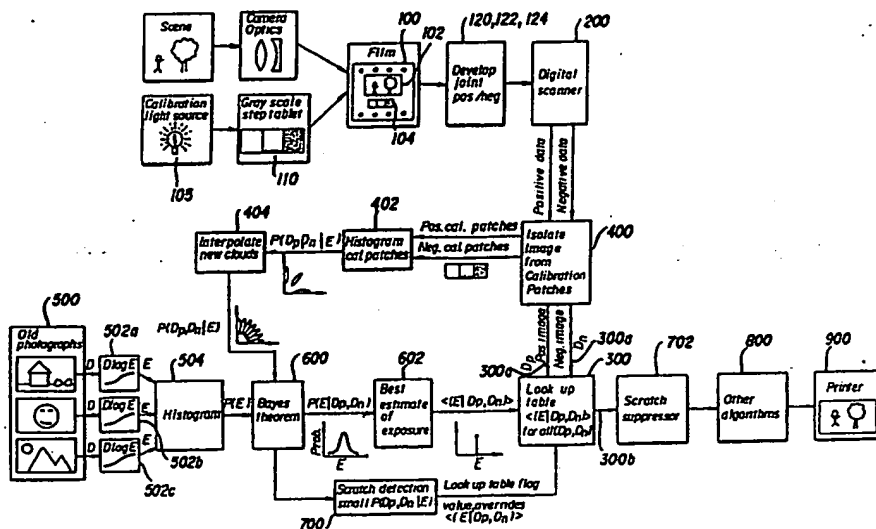 Scene
Camera
Optics
Film
100
102
104
120,122,124
Develop
joint
pos/neg
200
Digital
scanner
Calibration
light source
105
Gray scale
step tablet
110
Positive data
Negative data
404
Interpolate
new clouds
P(Dp,Dn|E)
402
Histogram
cal patches
Pos. cal. patches
Neg. cal patches
Isolate
Image
from
Calibration
Patches
400
500
Old
photographs
502a
D
DlogE
E
D
DlogE
E
502b
D
DlogE
E
502c
504
Histogram
P(E)
P(Dp,Dn|E)
600
Bayes
theorem
P(E|Dp,Dn)
Prob.
E
602
Best
estimate
of
exposure
<(E|Dp,Dn)>
E
Dp
Pos image
Neg. image
Dn
300a
300a
300
Look up
table
<(E|Dp,Dn)>
for all(Dp,Dn)
300b
702
Scratch
suppressor
800
Other
algorithms
900
Printer
Scratch detection
small P(Dp,Dn|E)
700
Look up table flag
value, overrides
<(E|Dp,Dn)>